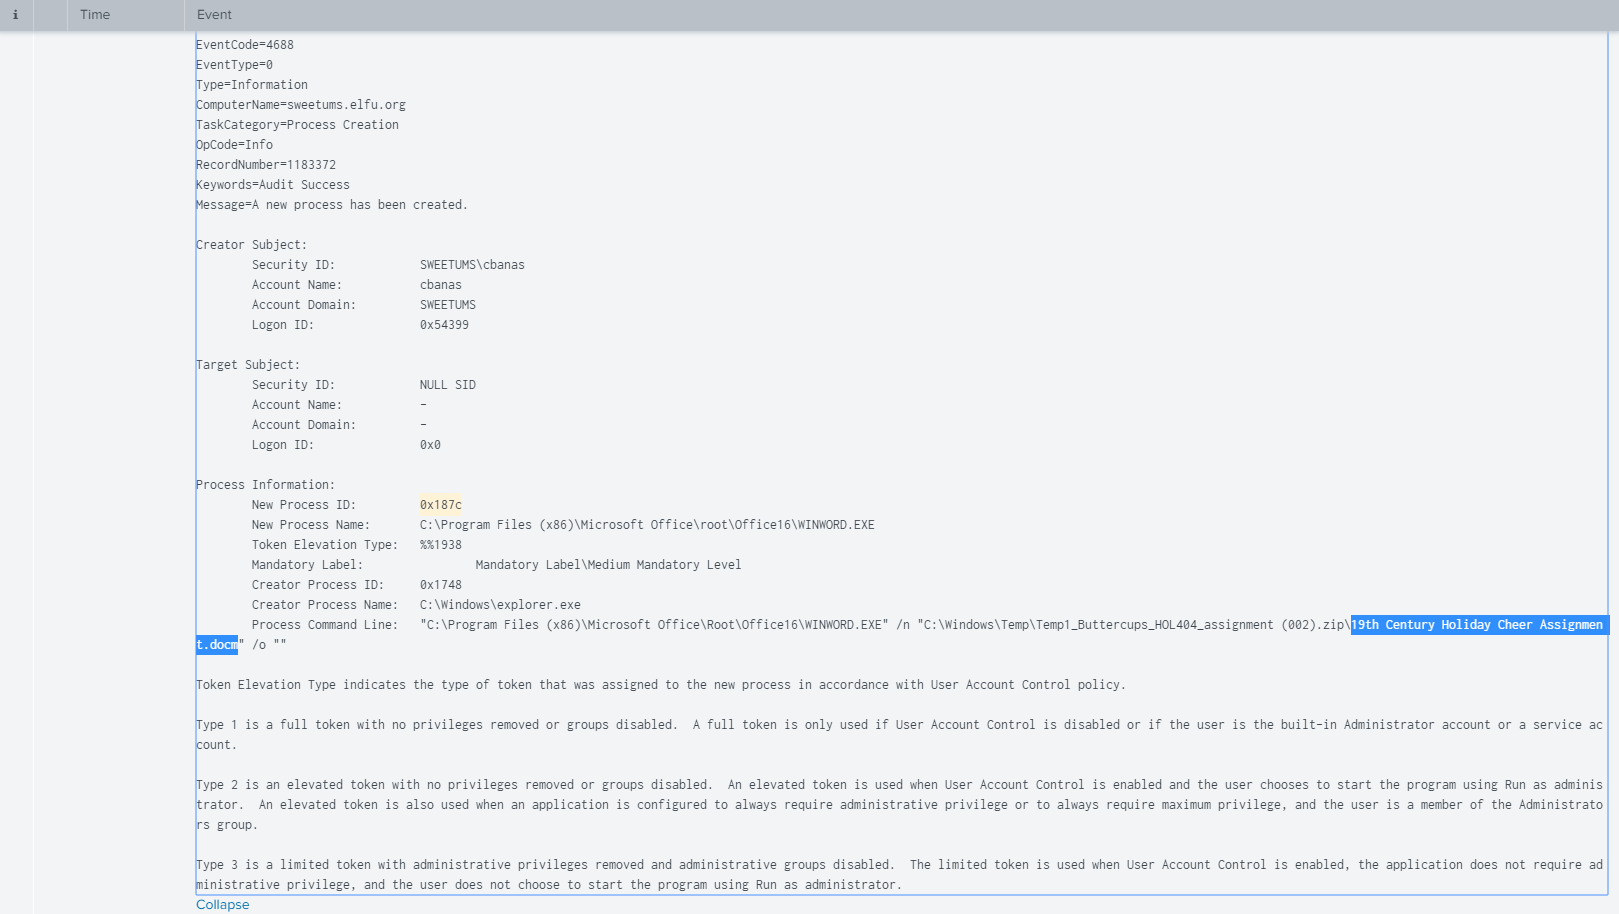 i Time Event
EventCode=4688
EventType=0
Type=Information
ComputerName=sweetums.elfu.org
TaskCategory=Process Creation
OpCode=Info
RecordNumber=1183372
Keywords=Audit Success
Message=A new process has been created.
Creator Subject:
Security ID: SWEETUMS\cbanas
Account Name: cbanas
Account Domain: SWEETUMS
Logon ID: 0x54399
Target Subject:
Security ID: NULL SID
Account Name: -
Account Domain: -
Logon ID: 0x0
Process Information:
New Process ID: 0x187c
New Process Name: C:\Program Files (x86)\Microsoft Office\root\Office16\WINWORD.EXE
Token Elevation Type: %%1938
Mandatory Label: Mandatory Label\Medium Mandatory Level
Creator Process ID: 0x1748
Creator Process Name: C:\Windows\explorer.exe
Process Command Line: "C:\Program Files (x86)\Microsoft Office\Root\Office16\WINWORD.EXE" /n "C:\Windows\Temp\Temp1_Buttercups_HOL404_assignment (002).zip\19th Century Holiday Cheer Assignmen
t.docm" /o ""
Token Elevation Type indicates the type of token that was assigned to the new process in accordance with User Account Control policy.
Type 1 is a full token with no privileges removed or groups disabled.  A full token is only used if User Account Control is disabled or if the user is the built-in Administrator account or a service ac
count.
Type 2 is an elevated token with no privileges removed or groups disabled.  An elevated token is used when User Account Control is enabled and the user chooses to start the program using Run as adminis
trator.  An elevated token is also used when an application is configured to always require administrative privilege or to always require maximum privilege, and the user is a member of the Administrato
rs group.
Type 3 is a limited token with administrative privileges removed and administrative groups disabled.  The limited token is used when User Account Control is enabled, the application does not require ad
ministrative privilege, and the user does not choose to start the program using Run as administrator.
Collapse